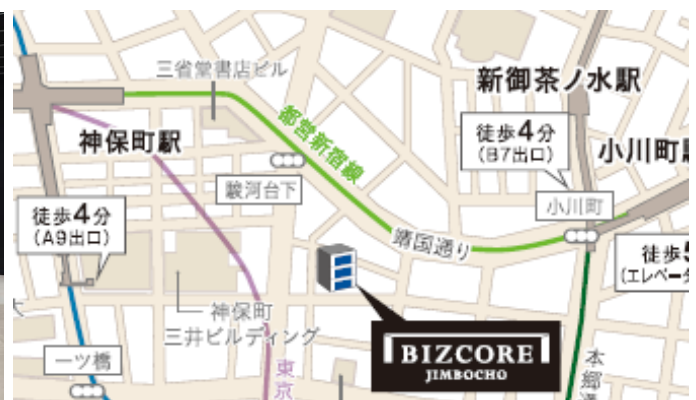 三省堂書店ビル
新御茶ノ水駅
都営新宿線
徒歩4分
(B7出口)
神保町駅
小川町
駿河台下
小川町
徒歩4分
(A9出口)
靖国通り
徒歩
(エレベー
神保町
三井ビルディング
一ツ橋
BIZCORE
JIMBOCHO
東京
本郷